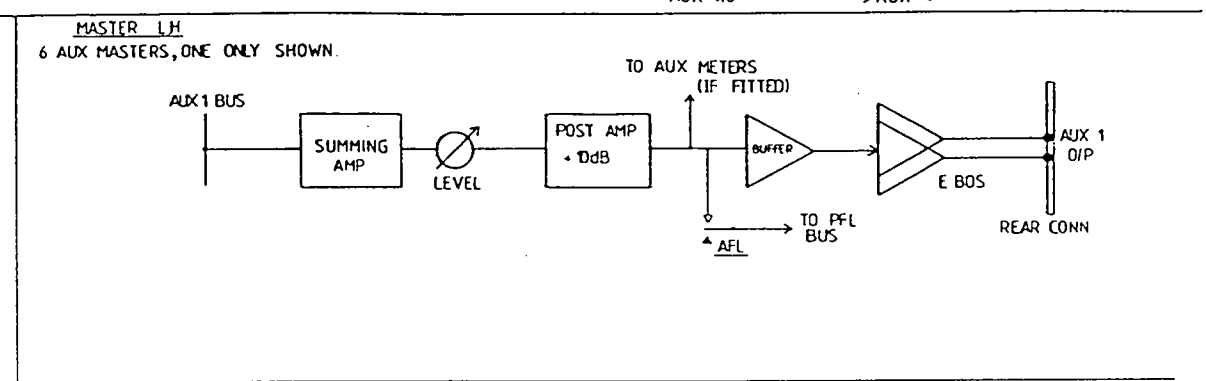 MASTER LH
6 AUX MASTERS, ONE ONLY SHOWN.
TO AUX METERS
(IF FITTED)
AUX 1 BUS
SUMMING
AMP
LEVEL
POST AMP
+10dB
BUFFER
E BOS
AUX 1
O/P
REAR CONN
TO PFL
BUS
AFL